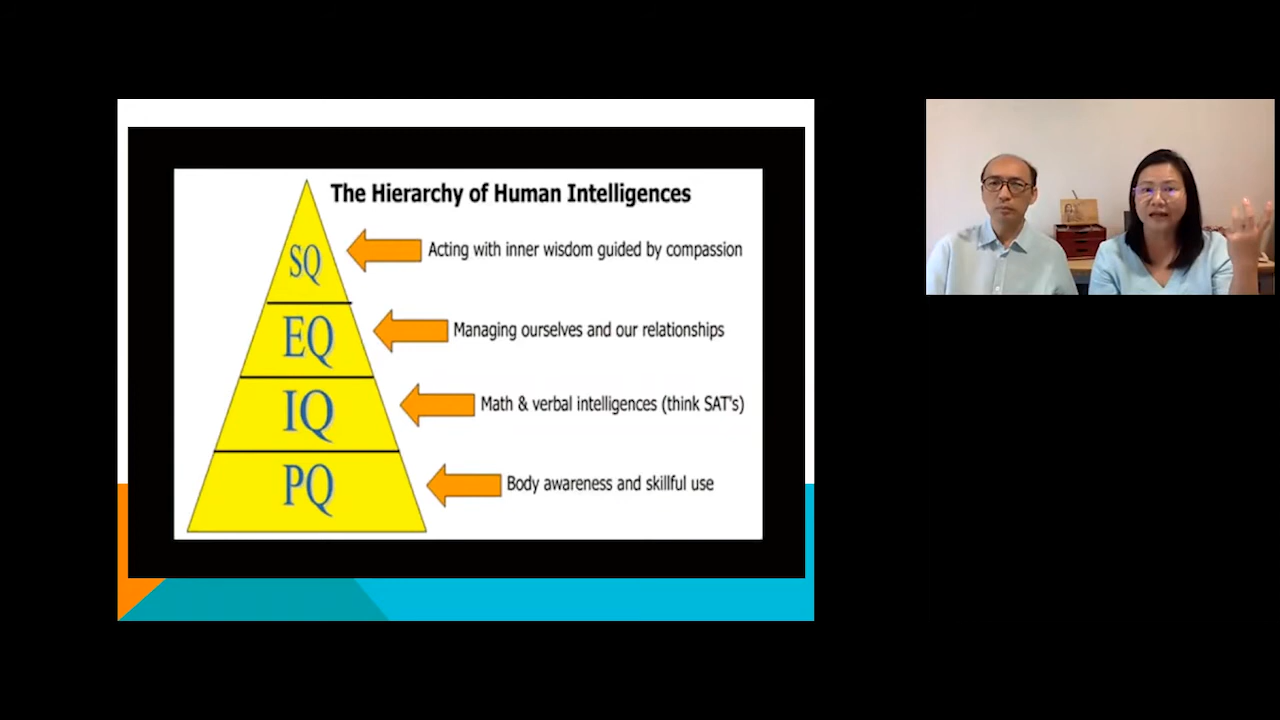 The Hierarchy of Human Intelligences
SQ
Acting with inner wisdom guided by compassion
EQ
Managing ourselves and our relationships
IQ
Math & verbal intelligences (think SAT's)
PQ
Body awareness and skillful use